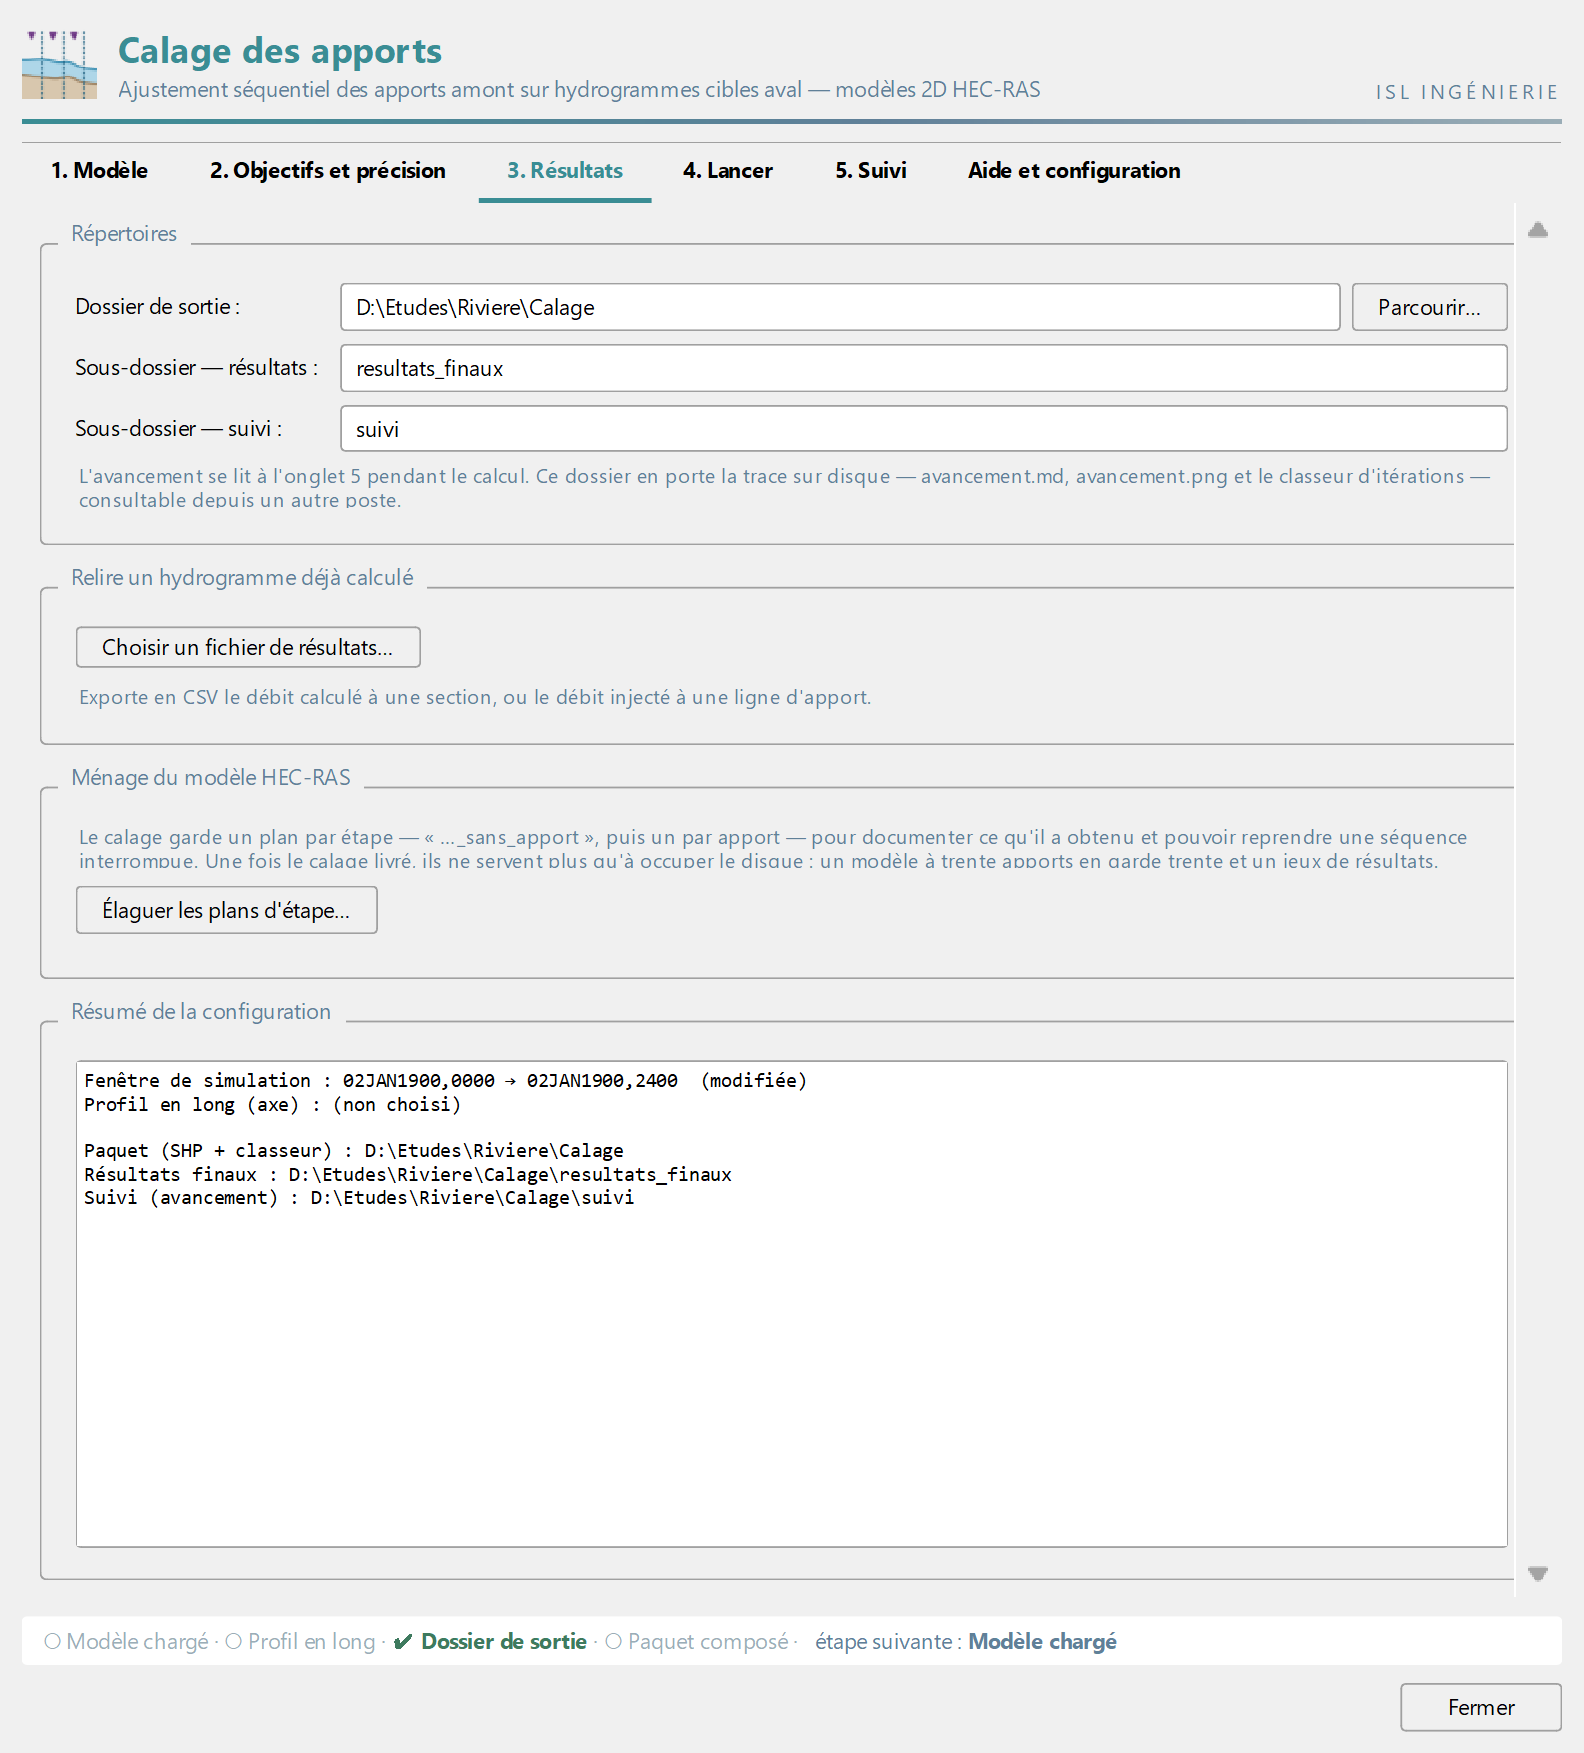 Calage des apports
Ajustement séquentiel des apports amont sur hydrogrammes cibles aval — modèles 2D HEC-RAS
ISL INGÉNIERIE
1. Modèle
2. Objectifs et précision
3. Résultats
4. Lancer
5. Suivi
Aide et configuration
Répertoires
Dossier de sortie :
D:\Etudes\Riviere\Calage
Parcourir...
Sous-dossier — résultats :
resultats_finaux
Sous-dossier — suivi :
suivi
L'avancement se lit à l'onglet 5 pendant le calcul. Ce dossier en porte la trace sur disque — avancement.md, avancement.png et le classeur d'itérations —
consultable depuis un autre poste.
Relire un hydrogramme déjà calculé
Choisir un fichier de résultats...
Exporte en CSV le débit calculé à une section, ou le débit injecté à une ligne d'apport.
Ménage du modèle HEC-RAS
Le calage garde un plan par étape — « ..._sans_apport », puis un par apport — pour documenter ce qu'il a obtenu et pouvoir reprendre une séquence
interrompue. Une fois le calage livré, ils ne servent plus qu'à occuper le disque : un modèle à trente apports en garde trente et un jeux de résultats.
Élaguer les plans d'étape...
Résumé de la configuration
Fenêtre de simulation : 02JAN1900,0000 → 02JAN1900,2400  (modifiée)
Profil en long (axe) : (non choisi)
Paquet (SHP + classeur) : D:\Etudes\Riviere\Calage
Résultats finaux : D:\Etudes\Riviere\Calage\resultats_finaux
Suivi (avancement) : D:\Etudes\Riviere\Calage\suivi
○ Modèle chargé · ○ Profil en long · ✔ Dossier de sortie · ○ Paquet composé · étape suivante : Modèle chargé
Fermer